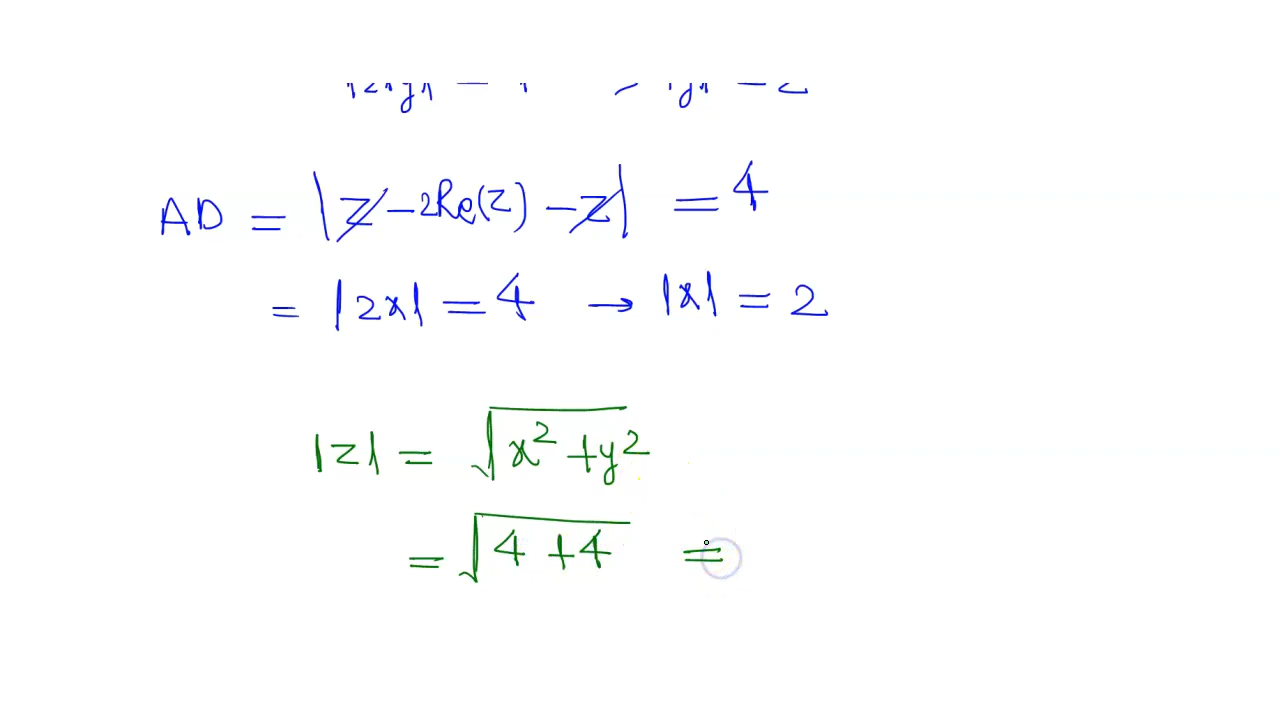 AD = |z - 2Re(z) - z| = 4
= |2x| = 4 → |x| = 2
|z| = √x² + y²
= √4 + 4 =